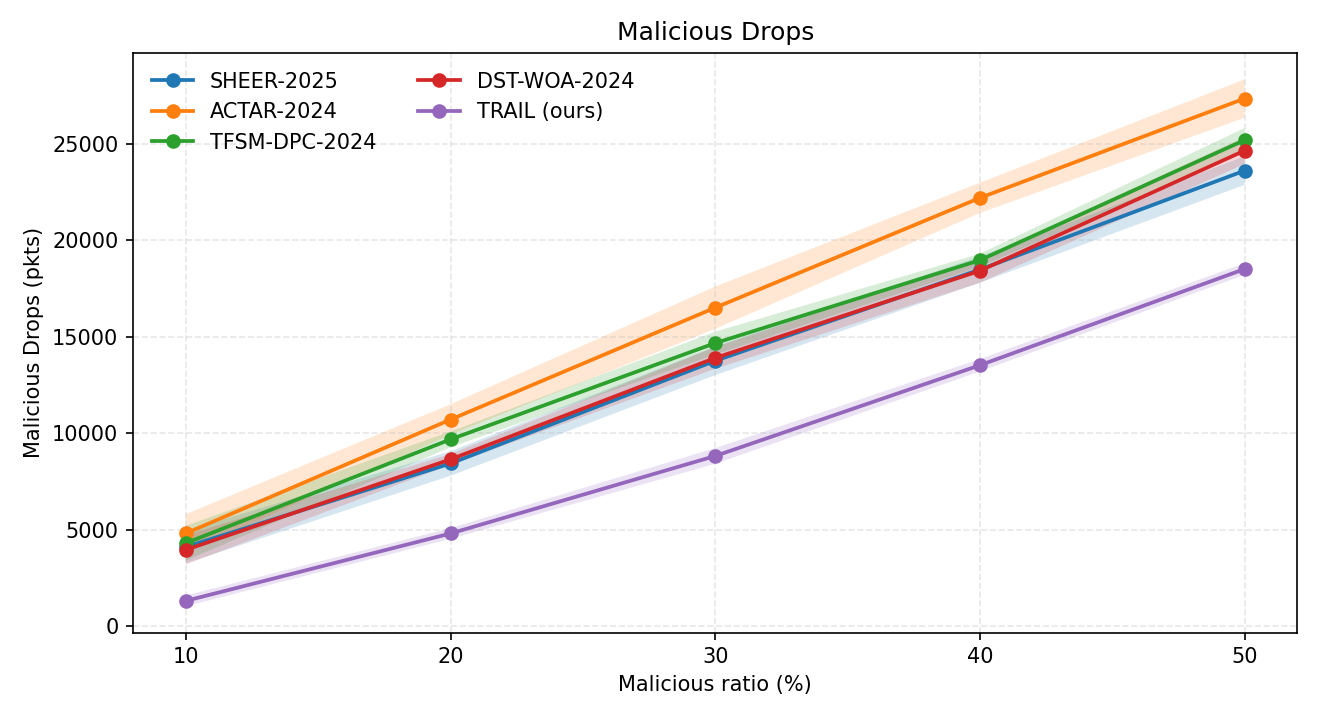 Malicious Drops
SHEER-2025
ACTAR-2024
TFSM-DPC-2024
DST-WOA-2024
TRAIL (ours)
Malicious Drops (pkts)
25000
20000
15000
10000
5000
0
10 20 30 40 50
Malicious ratio (%)